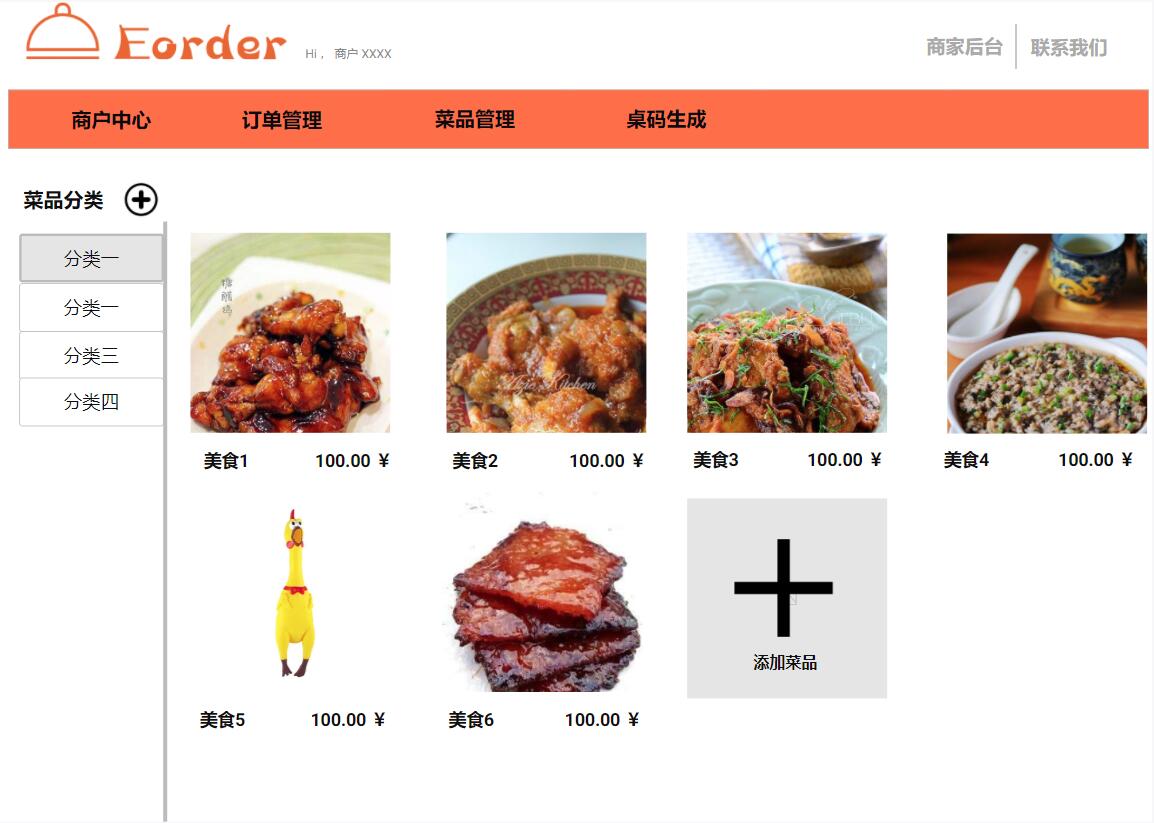 Eorder Hi， 商户 XXXX
商家后台 联系我们
商户中心 订单管理 菜品管理 桌码生成
菜品分类
分类一
分类一
分类三
分类四
糖醋鸡
Kitchen
美食1 100.00 ￥
美食2 100.00 ￥
美食3 100.00 ￥
美食4 100.00 ￥
添加菜品
美食5 100.00 ￥
美食6 100.00 ￥